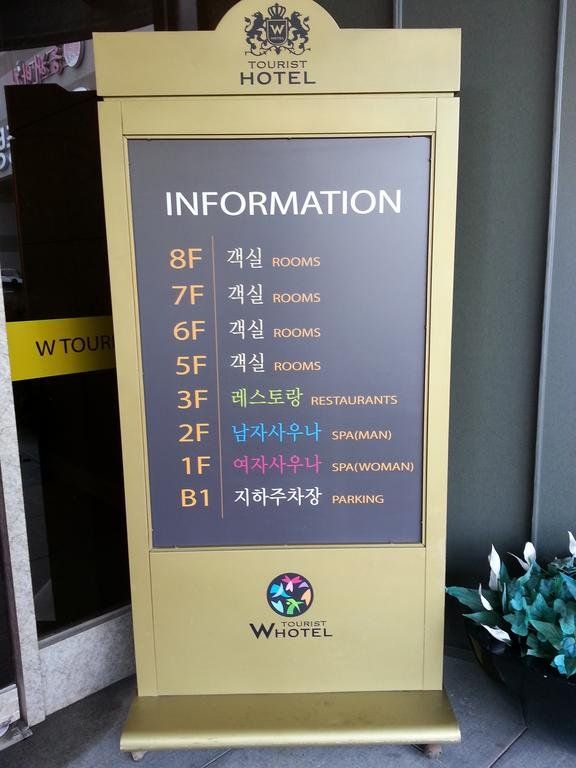 W
TOURIST
HOTEL
INFORMATION
8F 객실 ROOMS
7F 객실 ROOMS
6F 객실 ROOMS
5F 객실 ROOMS
3F 레스토랑 RESTAURANTS
2F 남자사우나 SPA(MAN)
1F 여자사우나 SPA(WOMAN)
B1 지하주차장 PARKING
TOURIST
WHOTEL
W TOUR